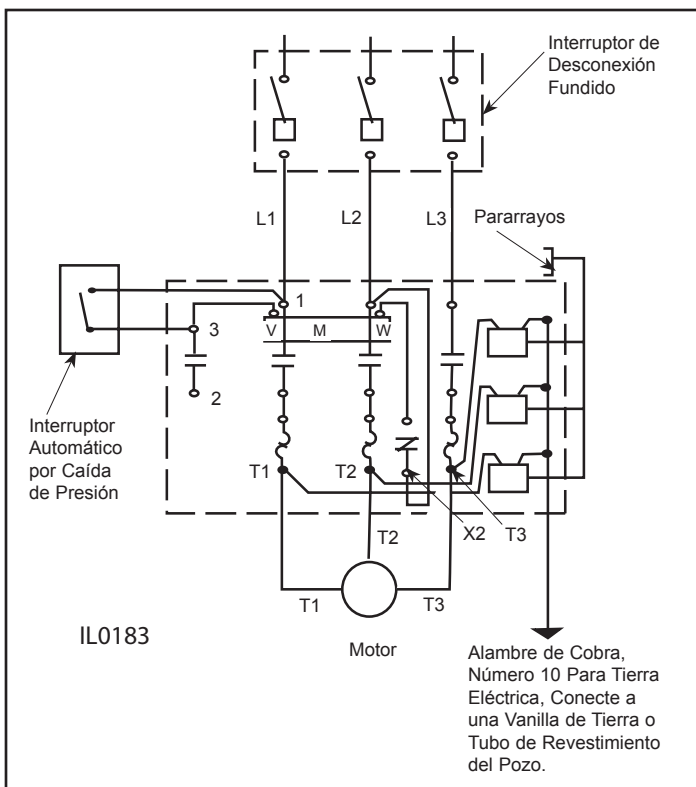 Interruptor de
Desconexión
Fundido
L1
L2
L3
Pararrayos
1
V
M
W
3
2
Interruptor
Automático
por Caída
de Presión
T1
T2
X2
T3
T2
T1
T3
IL0183
Motor
Alambre de Cobra,
Número 10 Para Tierra
Eléctrica, Conecte a
una Vanilla de Tierra o
Tubo de Revestimiento
del Pozo.